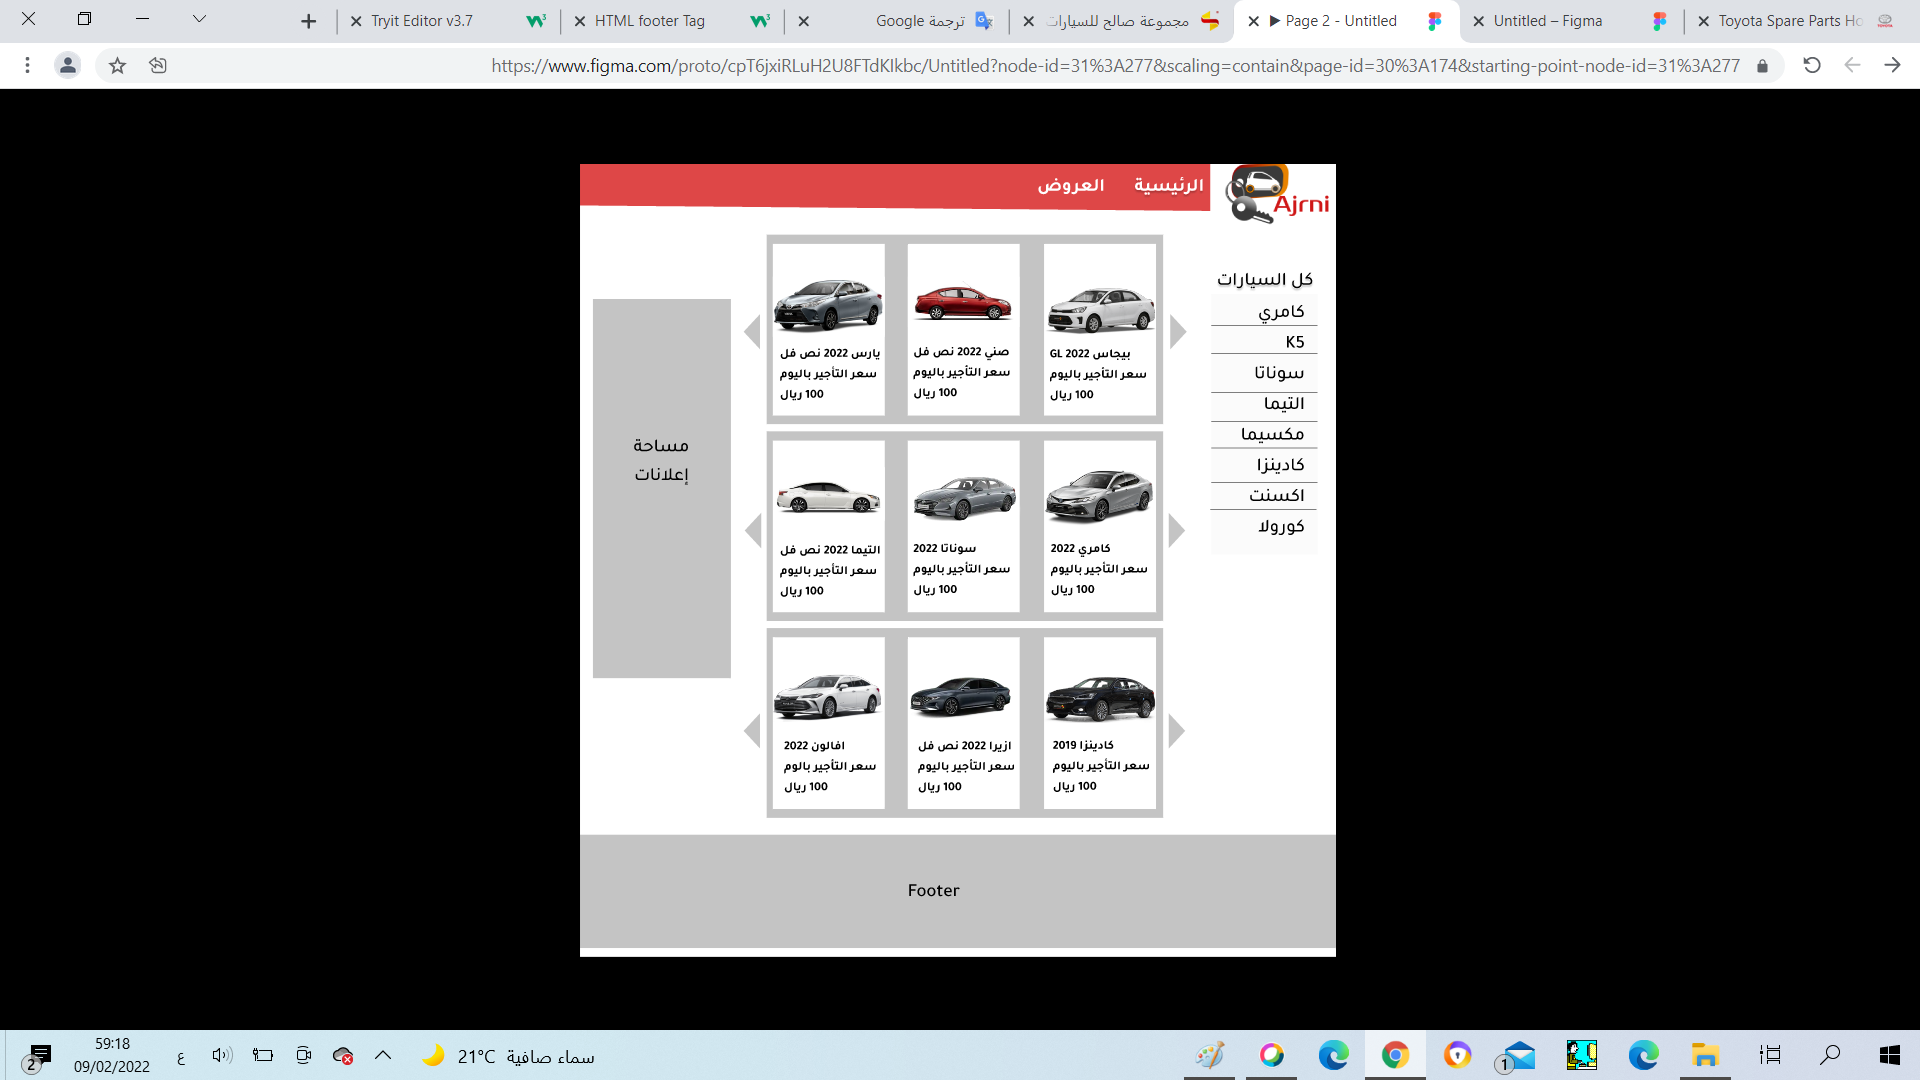 Tryit Editor v3.7
HTML footer Tag
ترجمة Google
مجموعة صالح للسيارات
Page 2 - Untitled
Untitled – Figma
Toyota Spare Parts Ho
https://www.figma.com/proto/cpT6jxiRLuH2U8FTdKIkbc/Untitled?node-id=31%3A277&scaling=contain&page-id=30%3A174&starting-point-node-id=31%3A277
Ajrni
الرئيسية
العروض
كل السيارات
كامري
K5
سوناتا
التيما
مكسيما
كادينزا
اكسنت
كورولا
بيجاس 2022 GL
سعر التأجير باليوم
100 ريال
صني 2022 نص فل
سعر التأجير باليوم
100 ريال
يارس 2022 نص فل
سعر التأجير باليوم
100 ريال
كامري 2022
سعر التأجير باليوم
100 ريال
سوناتا 2022
سعر التأجير باليوم
100 ريال
التيما 2022 نص فل
سعر التأجير باليوم
100 ريال
كادينزا 2019
سعر التأجير باليوم
100 ريال
ازيرا 2022 نص فل
سعر التأجير باليوم
100 ريال
افالون 2022
سعر التأجير بالوم
100 ريال
مساحة
إعلانات
Footer
2
59:18
09/02/2022
ع
21°C سماء صافية
1